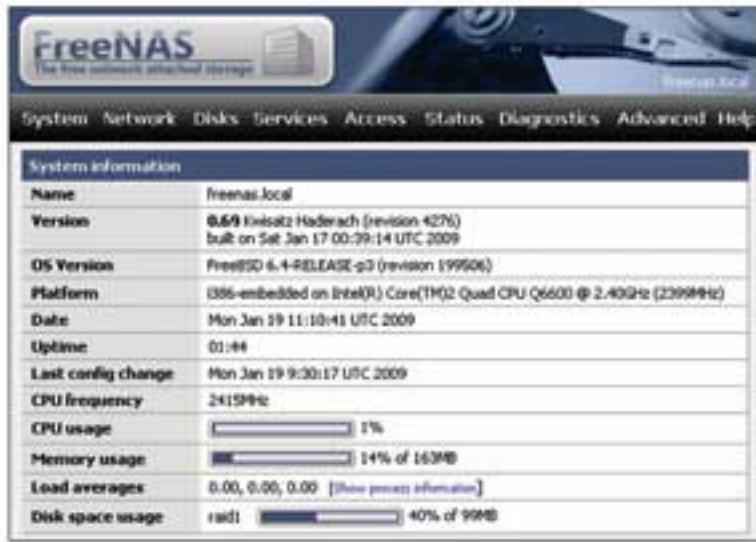 FreeNAS
The free network attached storage
freenas.local
System Network Disks Services Access Status Diagnostics Advanced Help
System information
Name freenas.local
Version 0.69 Kwisatz Haderach (revision 4276)
built on Sat Jan 17 00:39:14 UTC 2009
OS Version FreeBSD 6.4-RELEASE-p3 (revision 199506)
Platform i386-embedded on Intel(R) Core(TM)2 Quad CPU Q6600 @ 2.40GHz (2399MHz)
Date Mon Jan 19 11:10:41 UTC 2009
Uptime 01:44
Last config change Mon Jan 19 9:30:17 UTC 2009
CPU frequency 2415MHz
CPU usage 1%
Memory usage 14% of 163MB
Load averages 0.00, 0.00, 0.00 [Show process information]
Disk space usage raid1 40% of 99MB